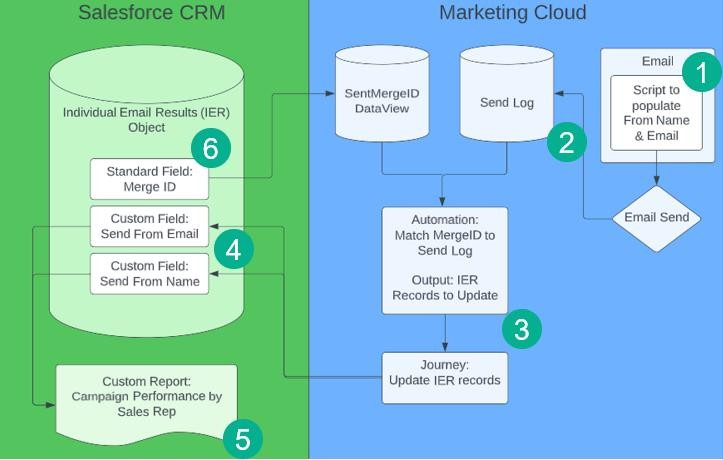 Salesforce CRM
Marketing Cloud
Individual Email Results (IER)
Object
6
Standard Field:
Merge ID
Custom Field:
Send From Email
4
Custom Field:
Send From Name
Custom Report:
Campaign Performance by
Sales Rep
5
SentMergeID
DataView
Send Log
Email
1
Script to
populate
From Name
& Email
2
Email Send
Automation:
Match MergeID to
Send Log
Output: IER
Records to Update
3
Journey:
Update IER records